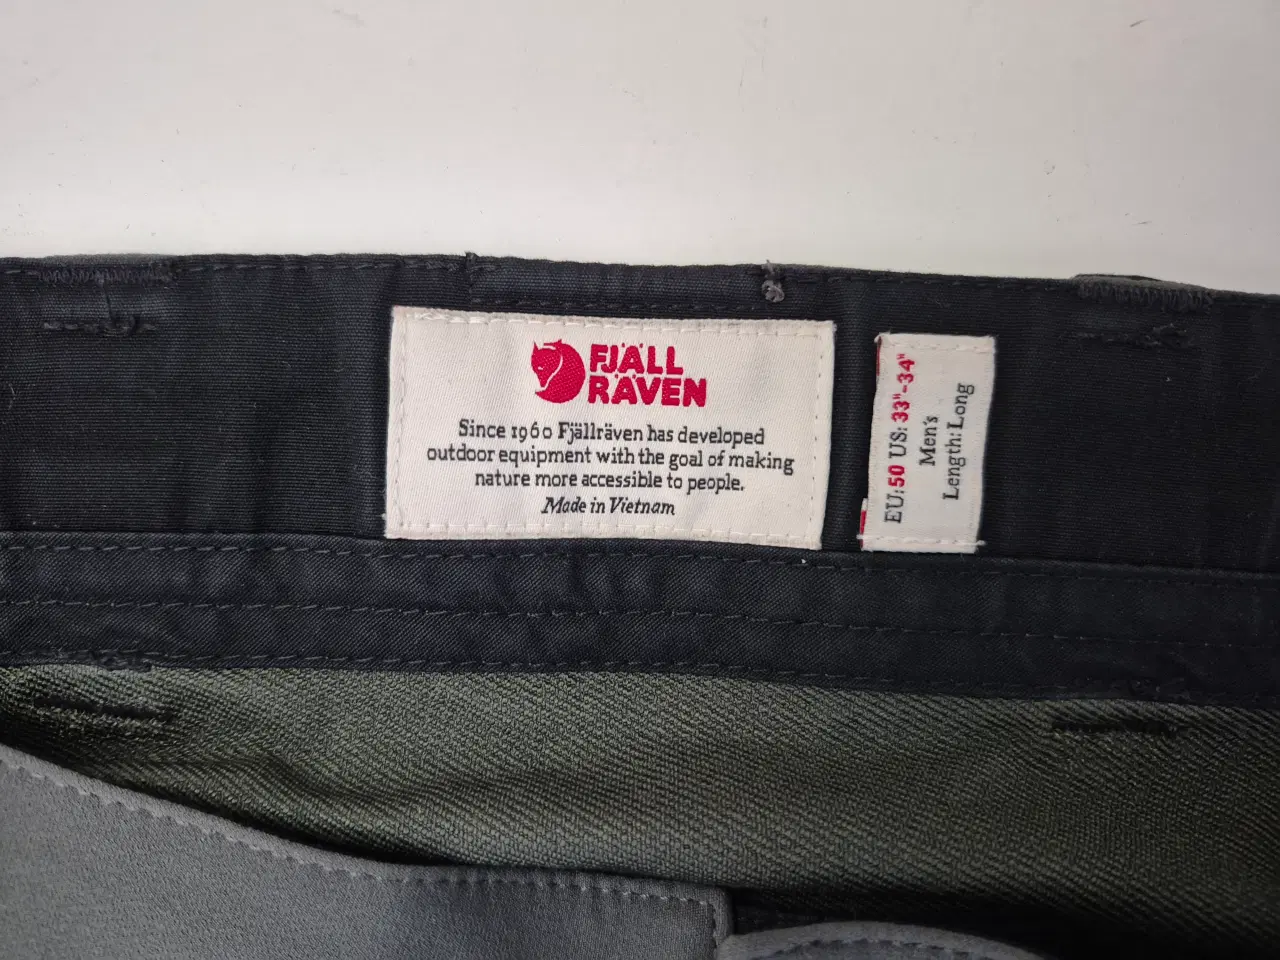 FJÄLL
RÄVEN
Since 1960 Fjällräven has developed
outdoor equipment with the goal of making
nature more accessible to people.
Made in Vietnam
EU:50 US: 33"-34"
Men's
Length: Long